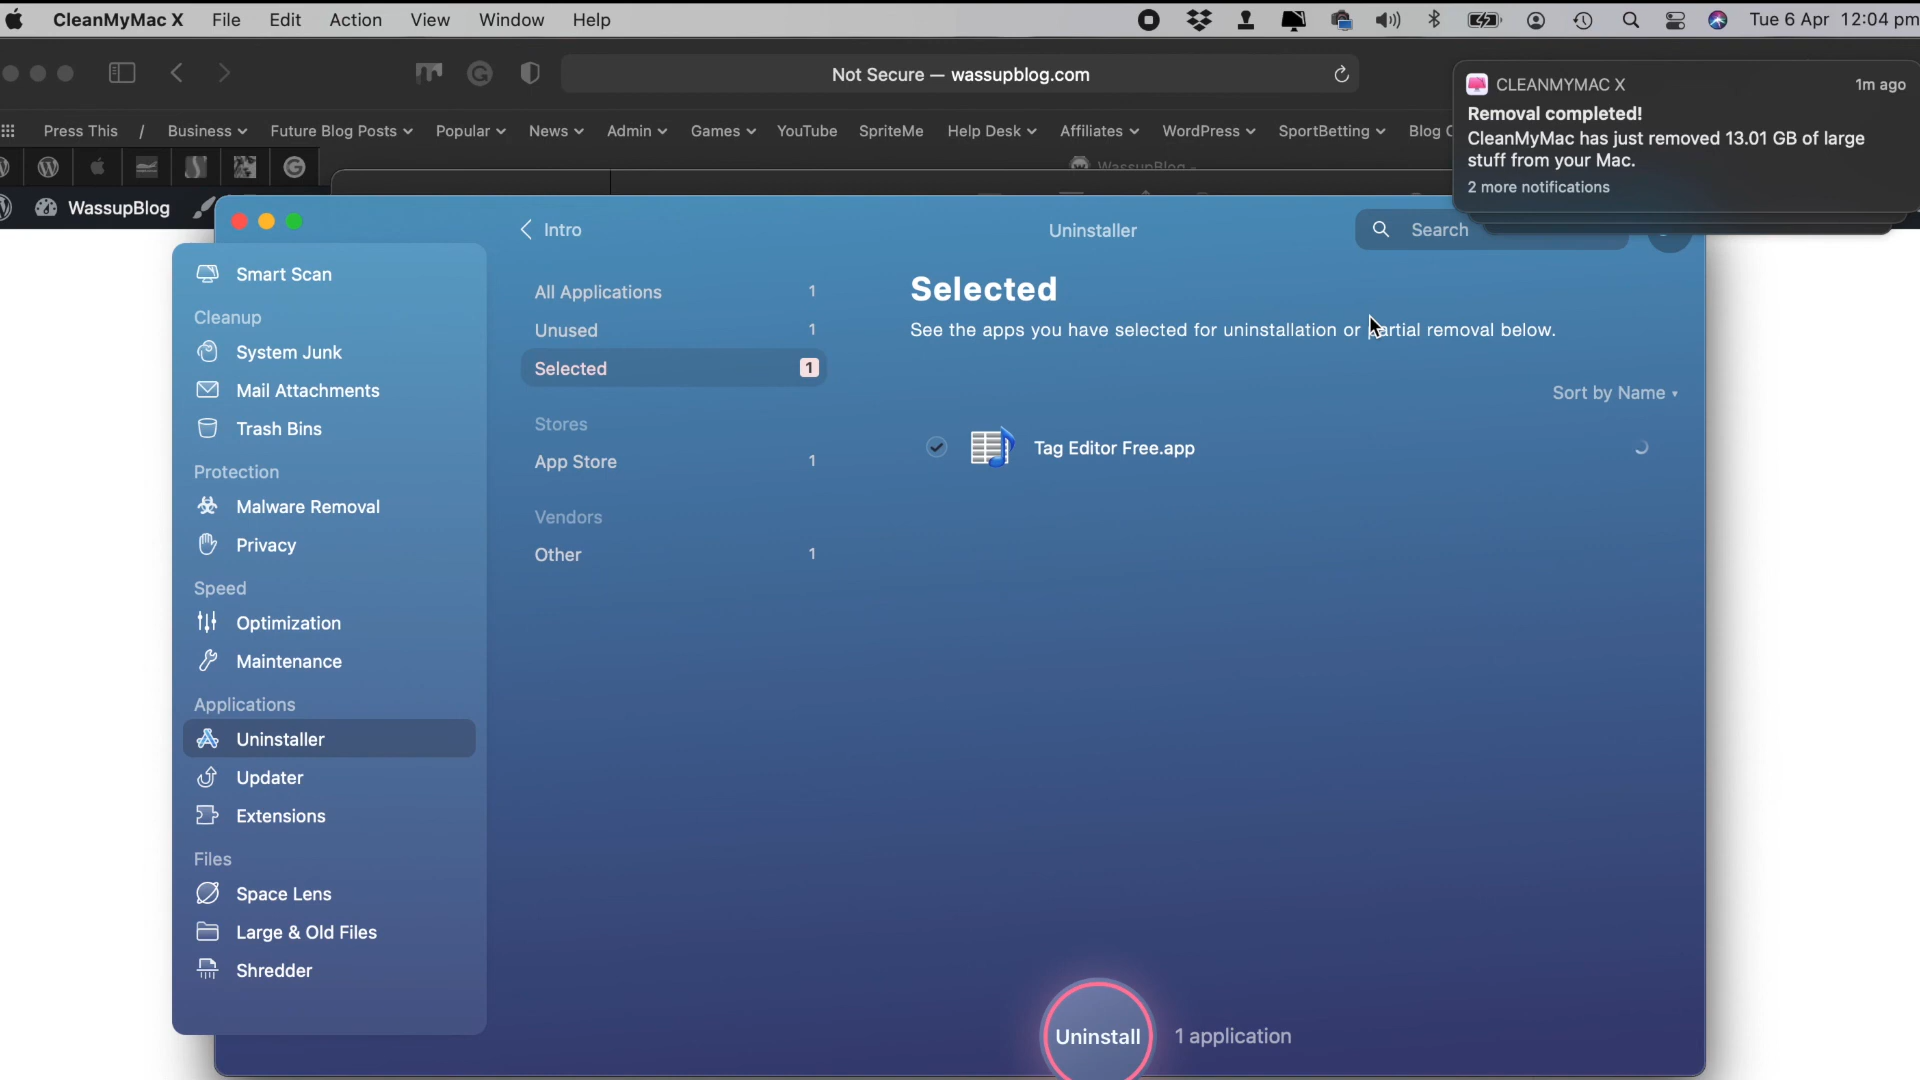 CleanMyMac X File Edit Action View Window Help Tue 6 Apr 12:04 pm
Not Secure — wassupblog.com
CLEANMYMAC X 1m ago
Removal completed!
CleanMyMac has just removed 13.01 GB of large
stuff from your Mac.
2 more notifications
Press This / Business Future Blog Posts Popular News Admin Games YouTube SpriteMe Help Desk Affiliates WordPress SportBetting Blog
WassupBlog -
WassupBlog
Intro
Uninstaller
Search
Smart Scan
Cleanup
System Junk
Mail Attachments
Trash Bins
Protection
Malware Removal
Privacy
Speed
Optimization
Maintenance
Applications
Uninstaller
Updater
Extensions
Files
Space Lens
Large & Old Files
Shredder
All Applications 1
Unused 1
Selected 1
Stores
App Store 1
Vendors
Other 1
Selected
See the apps you have selected for uninstallation or partial removal below.
Sort by Name
Tag Editor Free.app
Uninstall 1 application